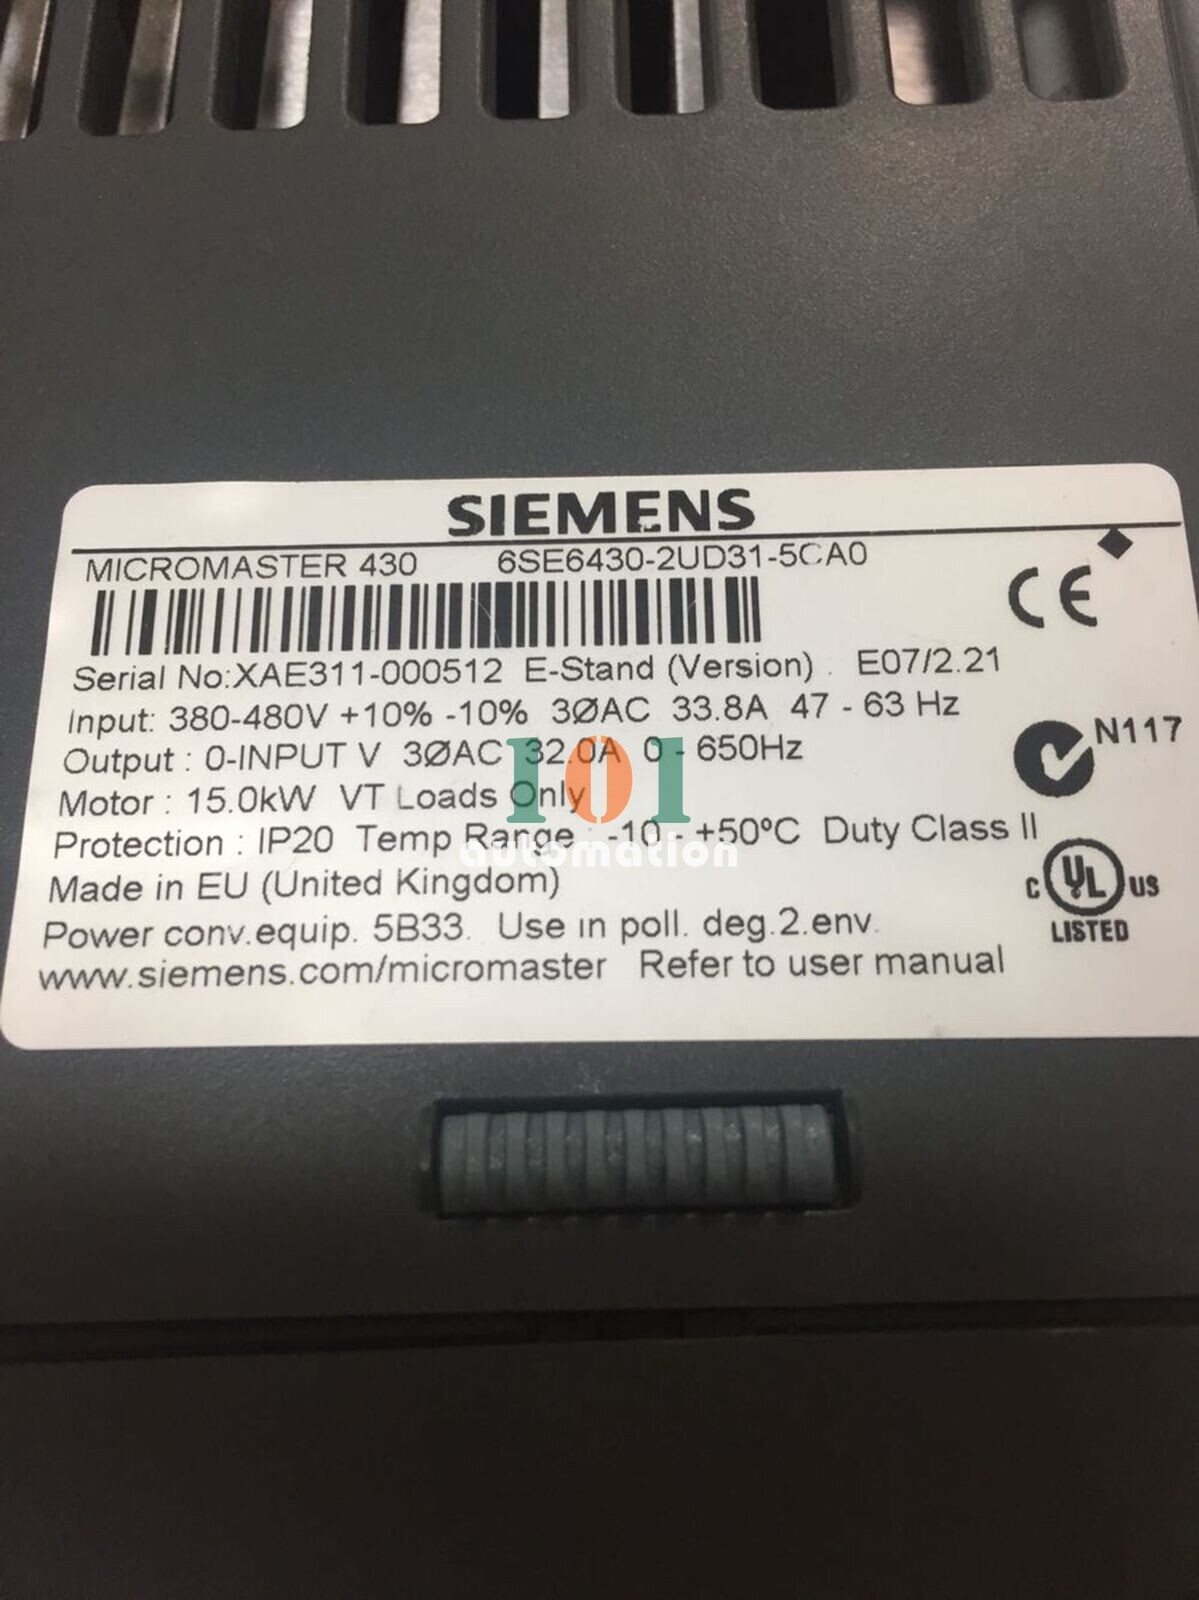 SIEMENS
MICROMASTER 430 6SE6430-2UD31-5CA0
CE
Serial No:XAE311-000512 E-Stand (Version) : E07/2.21
Input: 380-480V +10% -10% 3ØAC 33.8A 47 - 63 Hz
N117
Output : 0-INPUT V 3ØAC 32.0A 0 - 650Hz
101
automation
Motor : 15.0kW VT Loads Only
Protection : IP20 Temp Range : -10 - +50ºC Duty Class II
Made in EU (United Kingdom)
C UL US
LISTED
Power conv.equip. 5B33. Use in poll. deg.2.env.
www.siemens.com/micromaster Refer to user manual